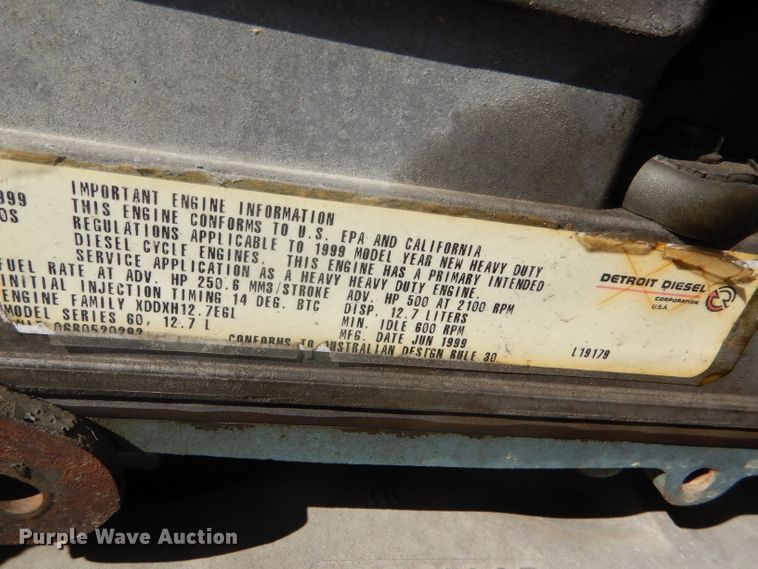 999
0S
IMPORTANT ENGINE INFORMATION
THIS ENGINE CONFORMS TO U.S. EPA AND CALIFORNIA
REGULATIONS APPLICABLE TO 1999 MODEL YEAR NEW HEAVY DUTY
DIESEL CYCLE ENGINES. THIS ENGINE HAS A PRIMARY INTENDED
SERVICE APPLICATION AS A HEAVY HEAVY DUTY ENGINE.
FUEL RATE AT ADV. HP 250.6 MM3/STROKE ADV. HP 500 AT 2100 RPM
INITIAL INJECTION TIMING 14 DEG. BTC DISP. 12.7 LITERS
ENGINE FAMILY XDDXH12.7EGL MIN. IDLE 600 RPM
MODEL SERIES 60, 12.7 L MFG. DATE JUN 1999
CONFORMS TO AUSTRALIAN DESIGN RULE 30 L19179
DETROIT DIESEL
CORPORATION
U.S.A.
Purple Wave Auction